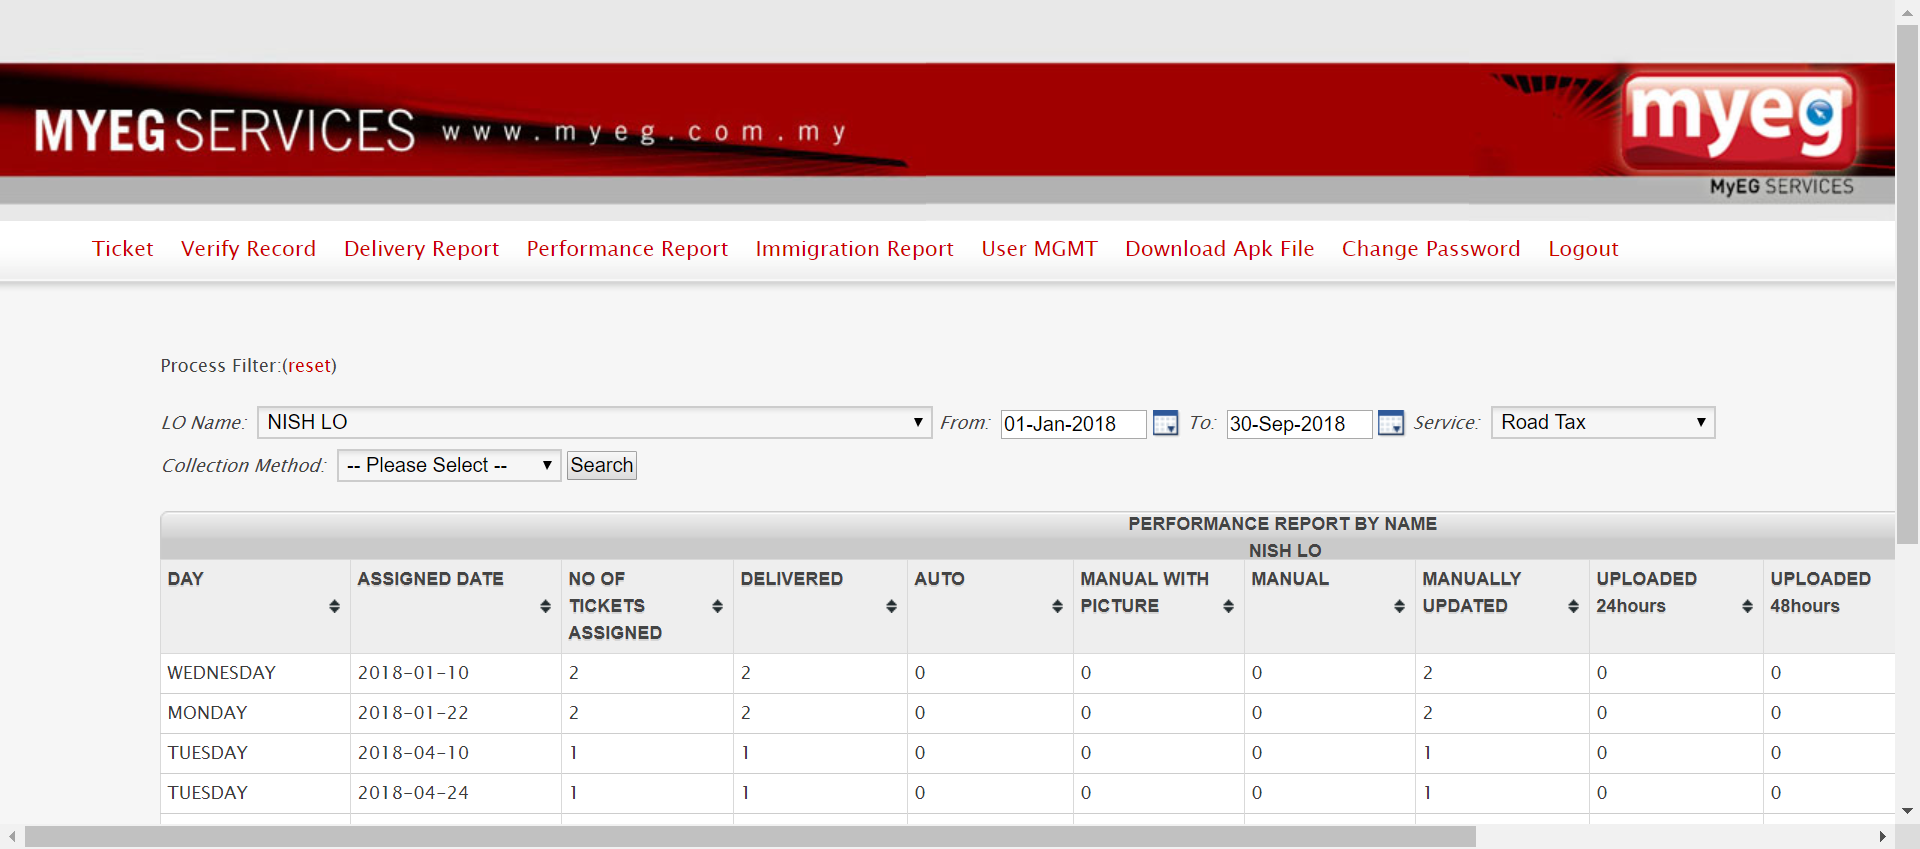 MYEG SERVICES www.myeg.com.my
myeg
MyEG SERVICES
Ticket Verify Record Delivery Report Performance Report Immigration Report User MGMT Download Apk File Change Password Logout
Process Filter:(reset)
LO Name: NISH LO From: 01-Jan-2018 To: 30-Sep-2018 Service: Road Tax
Collection Method: -- Please Select -- Search
PERFORMANCE REPORT BY NAME
NISH LO
DAY ASSIGNED DATE NO OF TICKETS ASSIGNED DELIVERED AUTO MANUAL WITH PICTURE MANUAL MANUALLY UPDATED UPLOADED 24hours UPLOADED 48hours
WEDNESDAY 2018-01-10 2 2 0 0 0 2 0 0
MONDAY 2018-01-22 2 2 0 0 0 2 0 0
TUESDAY 2018-04-10 1 1 0 0 0 1 0 0
TUESDAY 2018-04-24 1 1 0 0 0 1 0 0